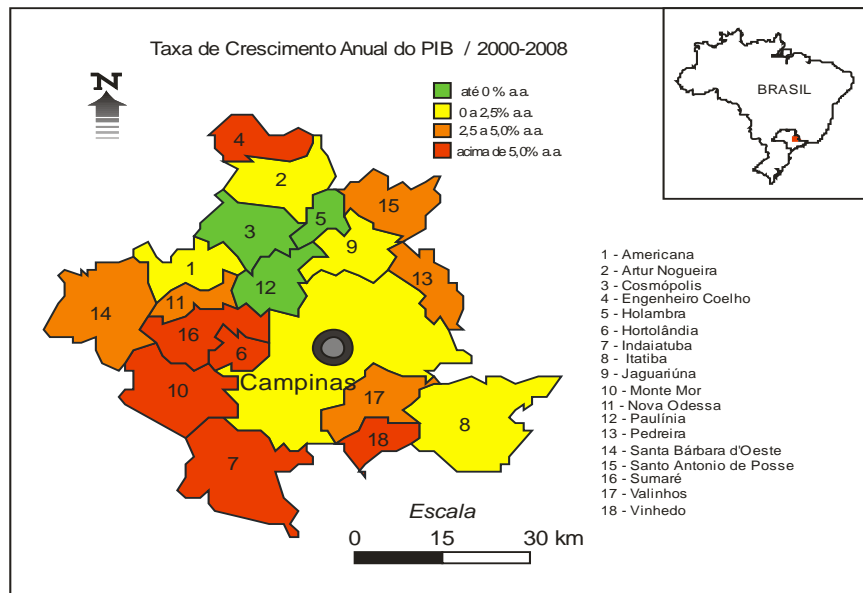 Taxa de Crescimento Anual do PIB / 2000-2008
N
até 0 % a.a.
0 a 2,5% a.a.
2,5 a 5,0% a.a.
acima de 5,0% a.a.
BRASIL
4
2
15
5
3
9
1
13
12
14
11
16
6
Campinas
10
17
8
18
7
1 - Americana
2 - Artur Nogueira
3 - Cosmópolis
4 - Engenheiro Coelho
5 - Holambra
6 - Hortolândia
7 - Indaiatuba
8 - Itatiba
9 - Jaguariúna
10 - Monte Mor
11 - Nova Odessa
12 - Paulínia
13 - Pedreira
14 - Santa Bárbara d'Oeste
15 - Santo Antonio de Posse
16 - Sumaré
17 - Valinhos
18 - Vinhedo
Escala
0 15 30 km